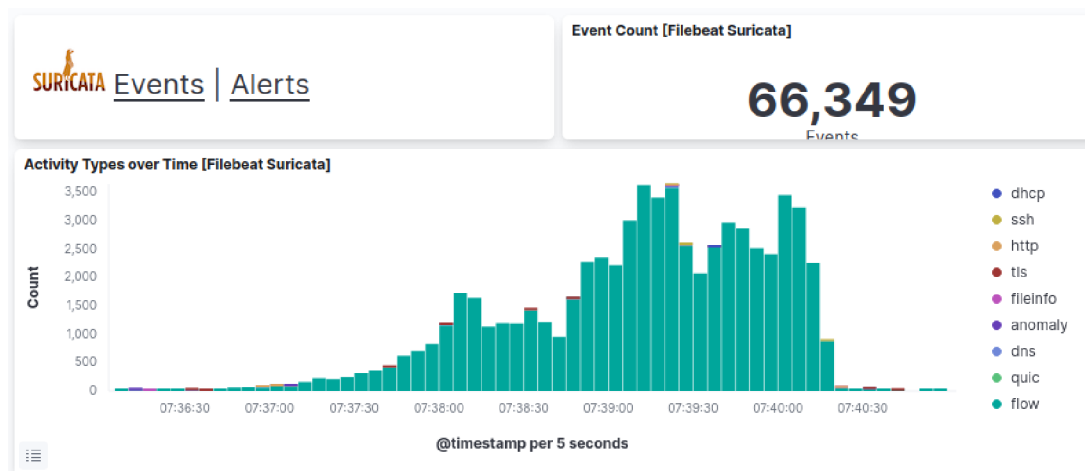 SURICATA Events | Alerts
Event Count [Filebeat Suricata]
66,349
Events
Activity Types over Time [Filebeat Suricata]
3,500
3,000
2,500
2,000
1,500
1,000
500
0
Count
07:36:30 07:37:00 07:37:30 07:38:00 07:38:30 07:39:00 07:39:30 07:40:00 07:40:30
@timestamp per 5 seconds
dhcp
ssh
http
tls
fileinfo
anomaly
dns
quic
flow